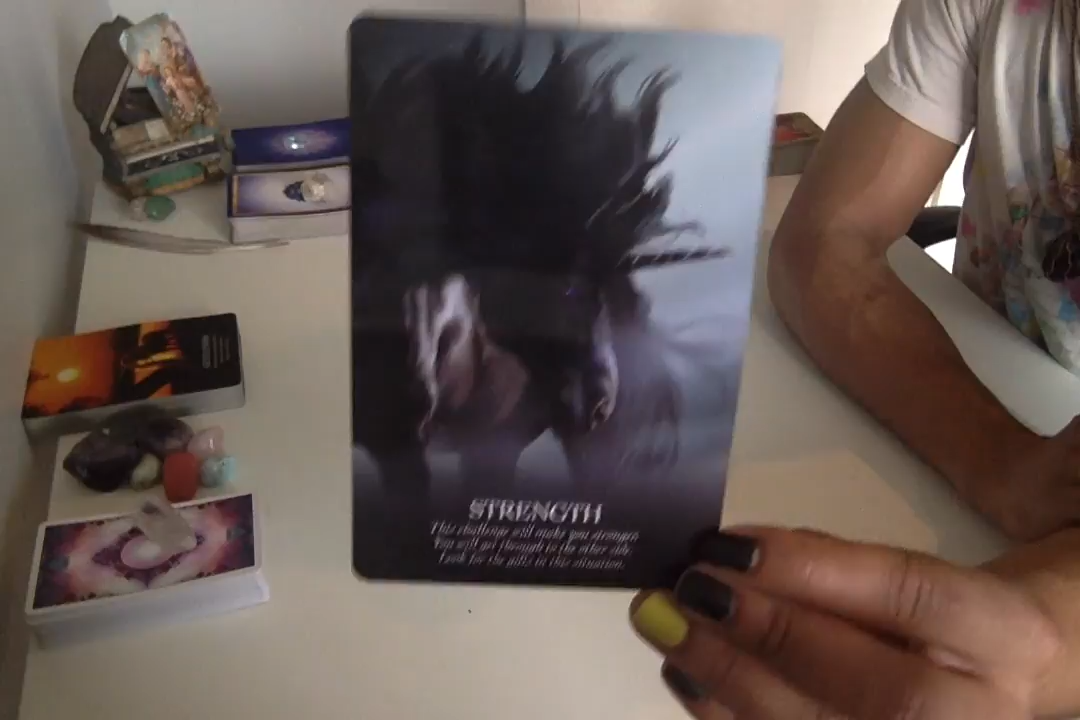 STRENGTH
This challenge will make you stronger.
You will get through to the other side.
Look for the gifts in this situation.